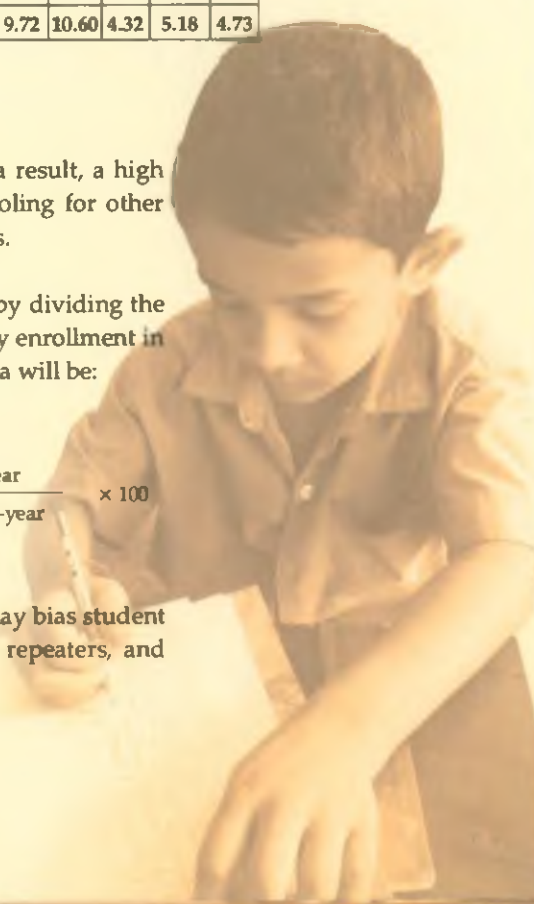 9.72 10.60 4.32 5.18 4.73
a result, a high
oling for other
s.
by dividing the
y enrollment in
a will be:
ear
× 100
-year
ay bias student
repeaters, and